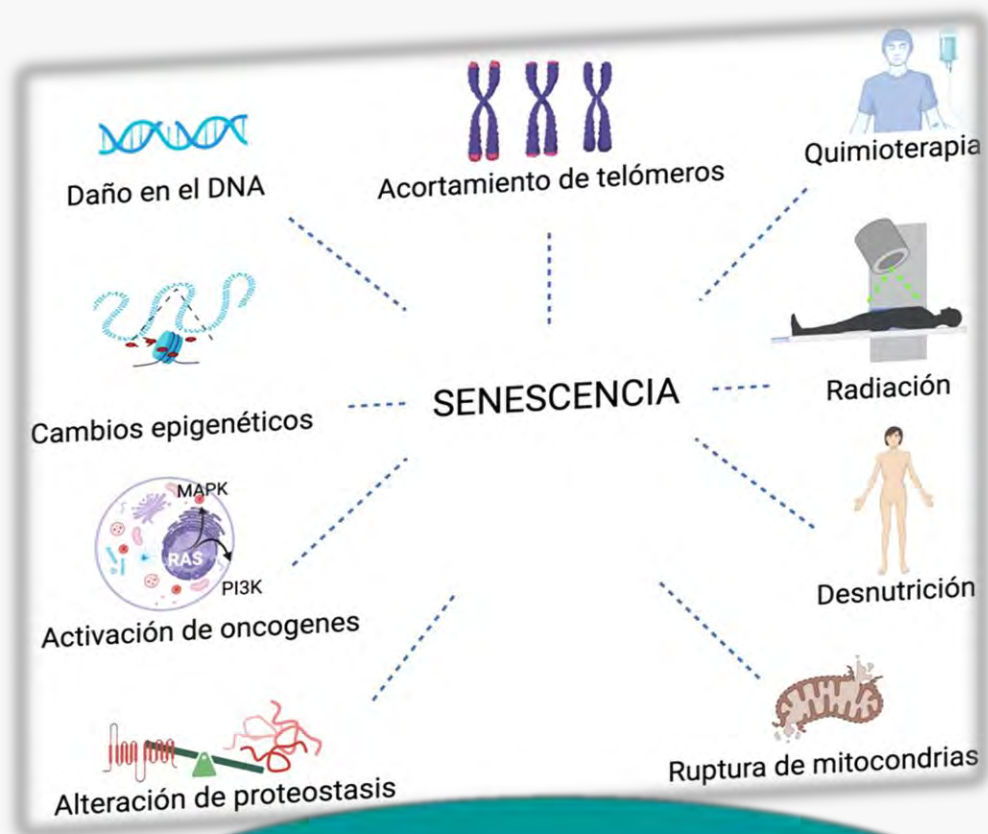 Daño en el DNA
Acortamiento de telómeros
Quimioterapia
Cambios epigenéticos
SENESCENCIA
Radiación
MAPK
RAS
PI3K
Activación de oncogenes
Desnutrición
Alteración de proteostasis
Ruptura de mitocondrias